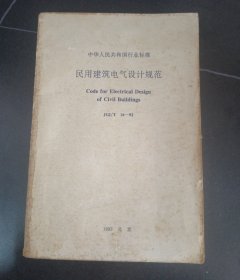 中华人民共和国行业标准
民用建筑电气设计规范
Code for Electrical Design
of Civil Buildings
JGJ/T 16—92
1993 北京